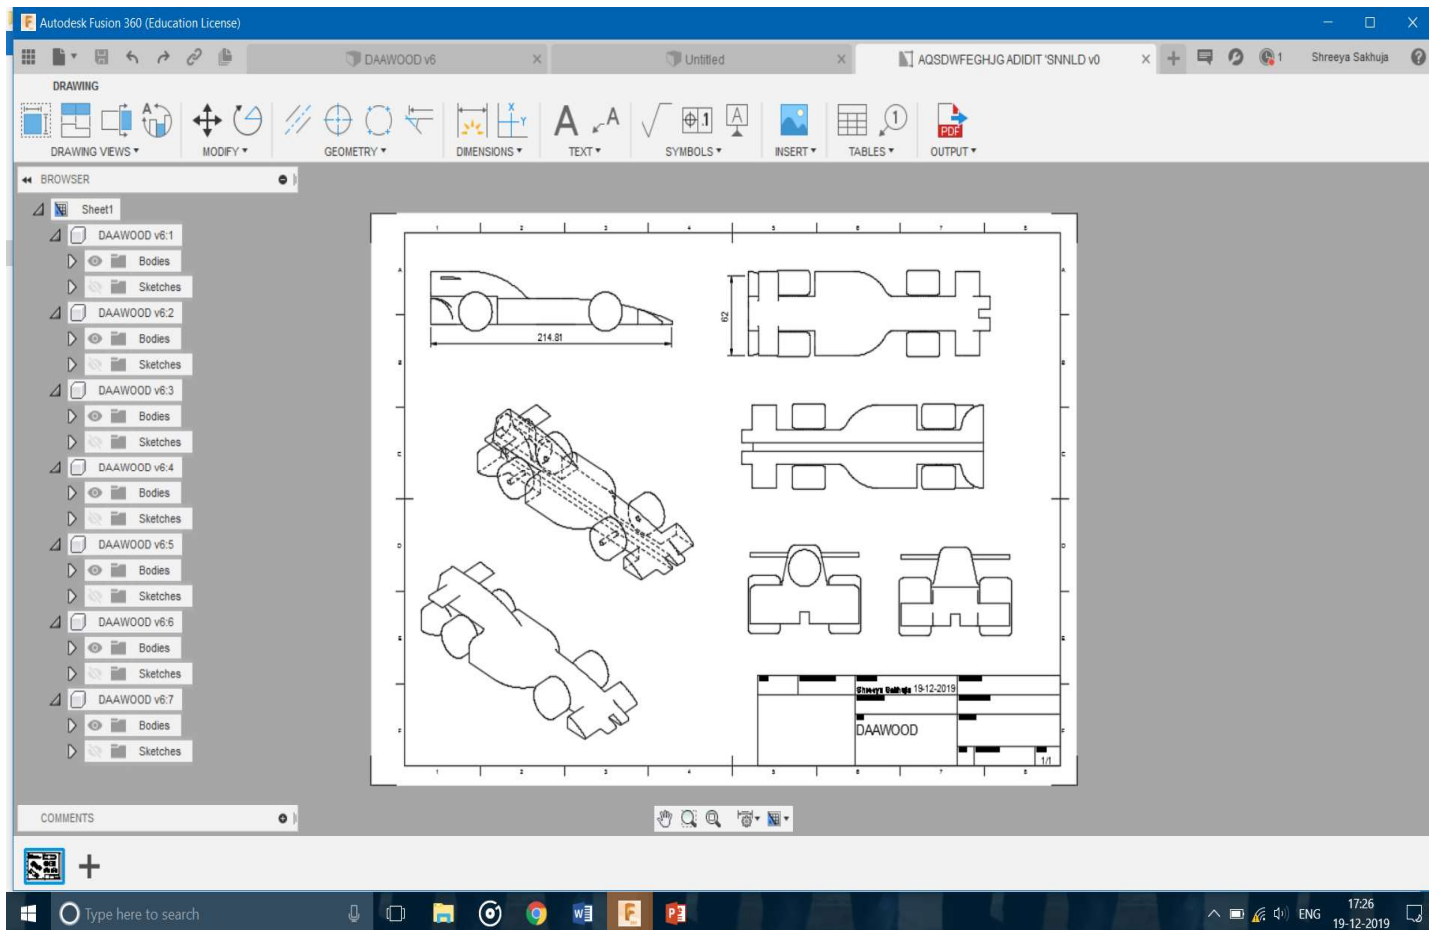 Autodesk Fusion 360 (Education License)
DAAWOOD v6
Untitled
AQSDWFEGHJG ADIDIT 'SNNLD v0
1
Shreeya Sakhuja
DRAWING
DRAWING VIEWS
MODIFY
GEOMETRY
DIMENSIONS
TEXT
SYMBOLS
INSERT
TABLES
OUTPUT
PDF
BROWSER
Sheet1
DAAWOOD v6:1
Bodies
Sketches
DAAWOOD v6:2
Bodies
Sketches
DAAWOOD v6:3
Bodies
Sketches
DAAWOOD v6:4
Bodies
Sketches
DAAWOOD v6:5
Bodies
Sketches
DAAWOOD v6:6
Bodies
Sketches
DAAWOOD v6:7
Bodies
Sketches
214.81
62
Shreeya Sakhuja 19-12-2019
DAAWOOD
1/1
COMMENTS
Type here to search
ENG
17:26
19-12-2019